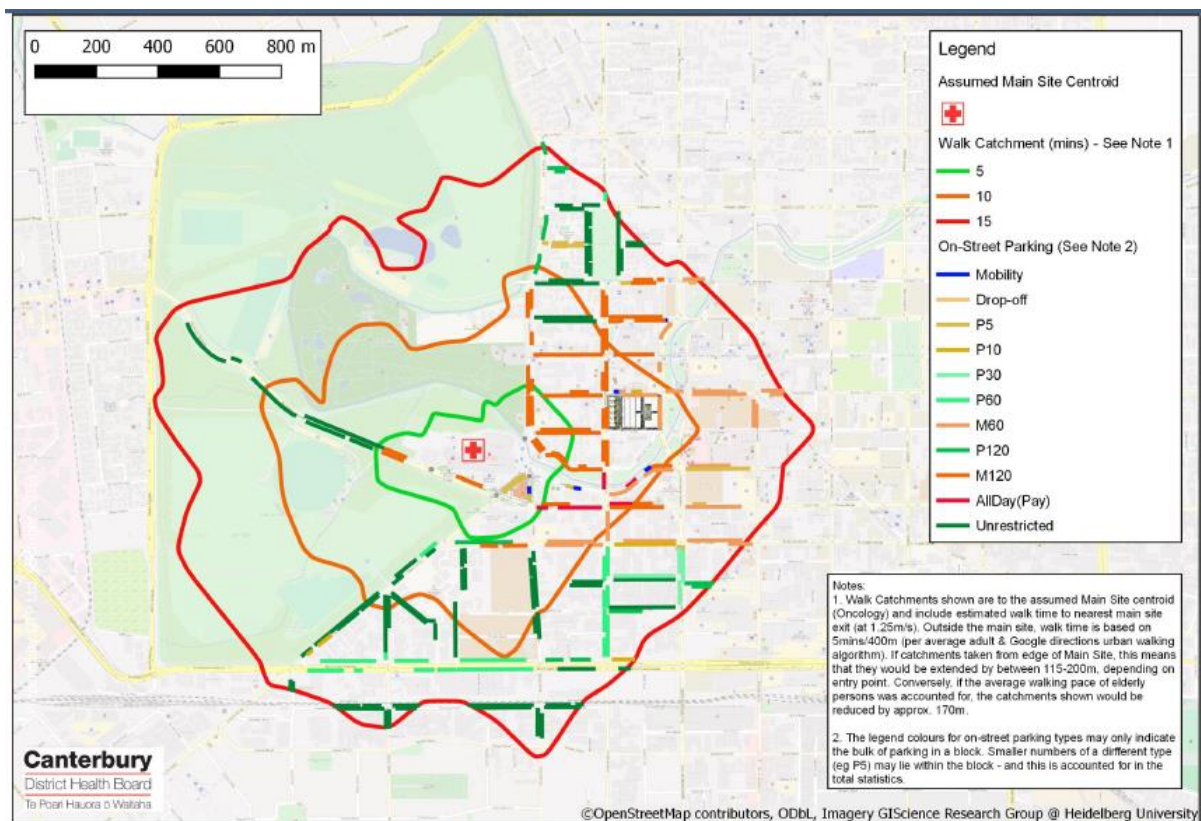 0 200 400 600 800 m
Legend
Assumed Main Site Centroid
Walk Catchment (mins) - See Note 1
5
10
15
On-Street Parking (See Note 2)
Mobility
Drop-off
P5
P10
P30
P60
M60
P120
M120
AllDay(Pay)
Unrestricted
Notes:
1. Walk Catchments shown are to the assumed Main Site centroid
(Oncology) and include estimated walk time to nearest main site
exit (at 1.25m/s). Outside the main site, walk time is based on
5mins/400m (per average adult & Google directions urban walking
algorithm). If catchments taken from edge of Main Site, this means
that they would be extended by between 115-200m, depending on
entry point. Conversely, if the average walking pace of elderly
persons was accounted for, the catchments shown would be
reduced by approx. 170m.
2. The legend colours for on-street parking types may only indicate
the bulk of parking in a block. Smaller numbers of a different type
(eg P5) may lie within the block - and this is accounted for in the
total statistics.
Canterbury
District Health Board
Te Poari Hauora ō Waitaha
©OpenStreetMap contributors, ODbL, Imagery GIScience Research Group @ Heidelberg University